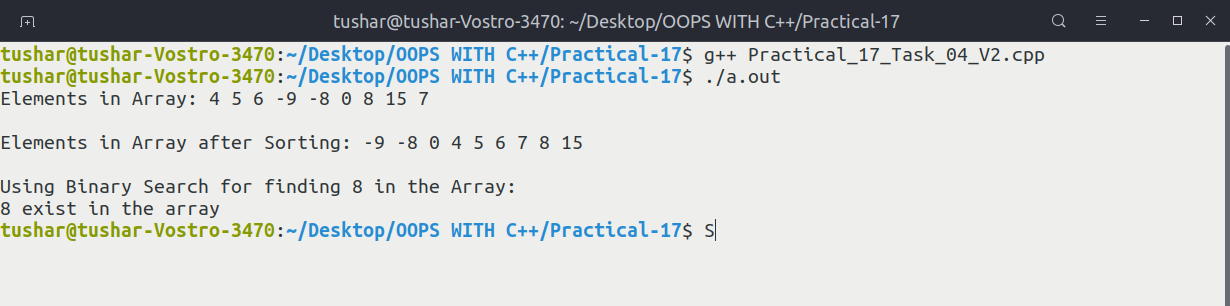 tushar@tushar-Vostro-3470: ~/Desktop/OOPS WITH C++/Practical-17
tushar@tushar-Vostro-3470:~/Desktop/OOPS WITH C++/Practical-17$ g++ Practical_17_Task_04_V2.cpp
tushar@tushar-Vostro-3470:~/Desktop/OOPS WITH C++/Practical-17$ ./a.out
Elements in Array: 4 5 6 -9 -8 0 8 15 7
Elements in Array after Sorting: -9 -8 0 4 5 6 7 8 15
Using Binary Search for finding 8 in the Array:
8 exist in the array
tushar@tushar-Vostro-3470:~/Desktop/OOPS WITH C++/Practical-17$ S